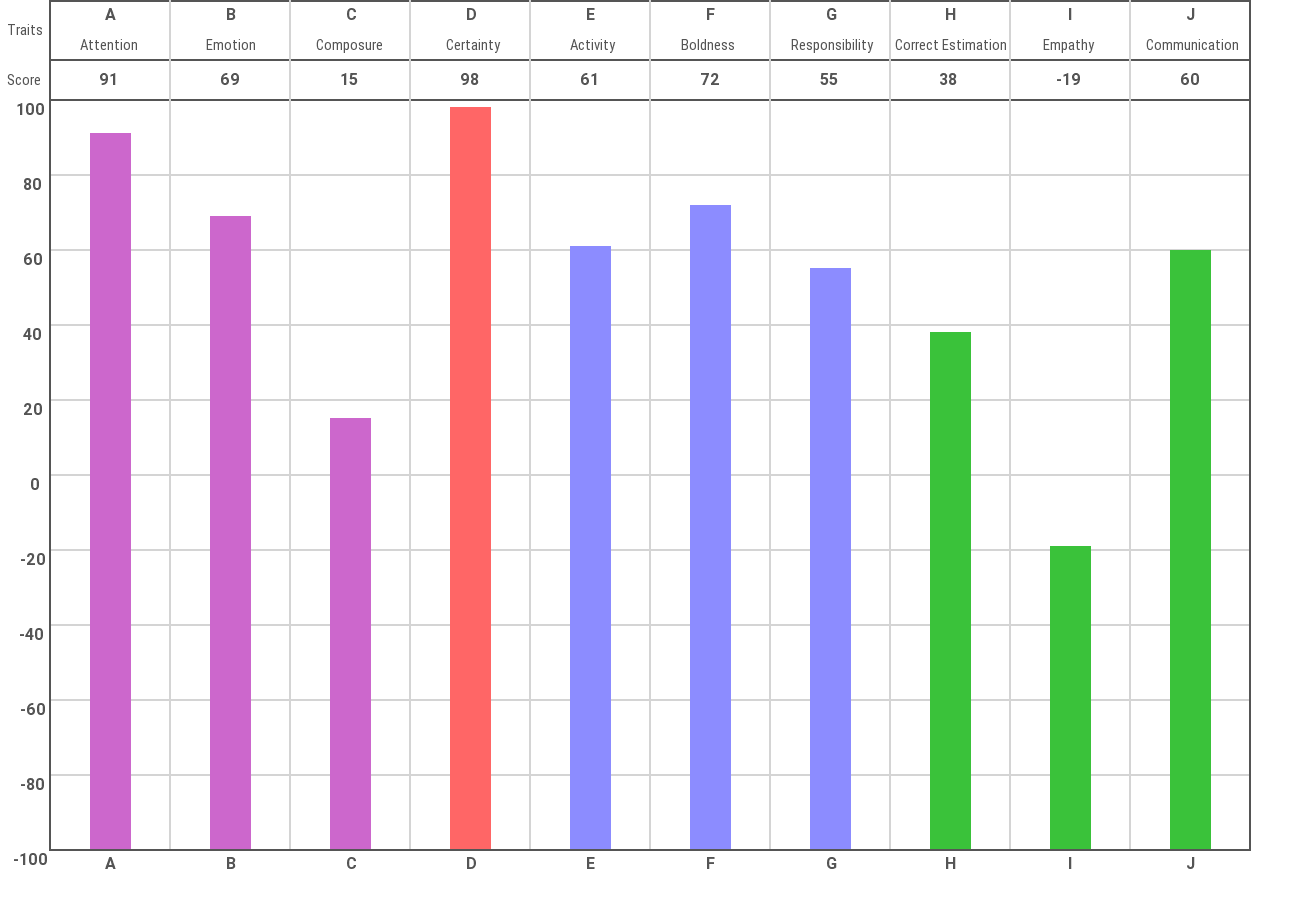 Traits A B C D E F G H I J
Attention Emotion Composure Certainty Activity Boldness Responsibility Correct Estimation Empathy Communication
Score 91 69 15 98 61 72 55 38 -19 60
100
80
60
40
20
0
-20
-40
-60
-80
-100
A B C D E F G H I J